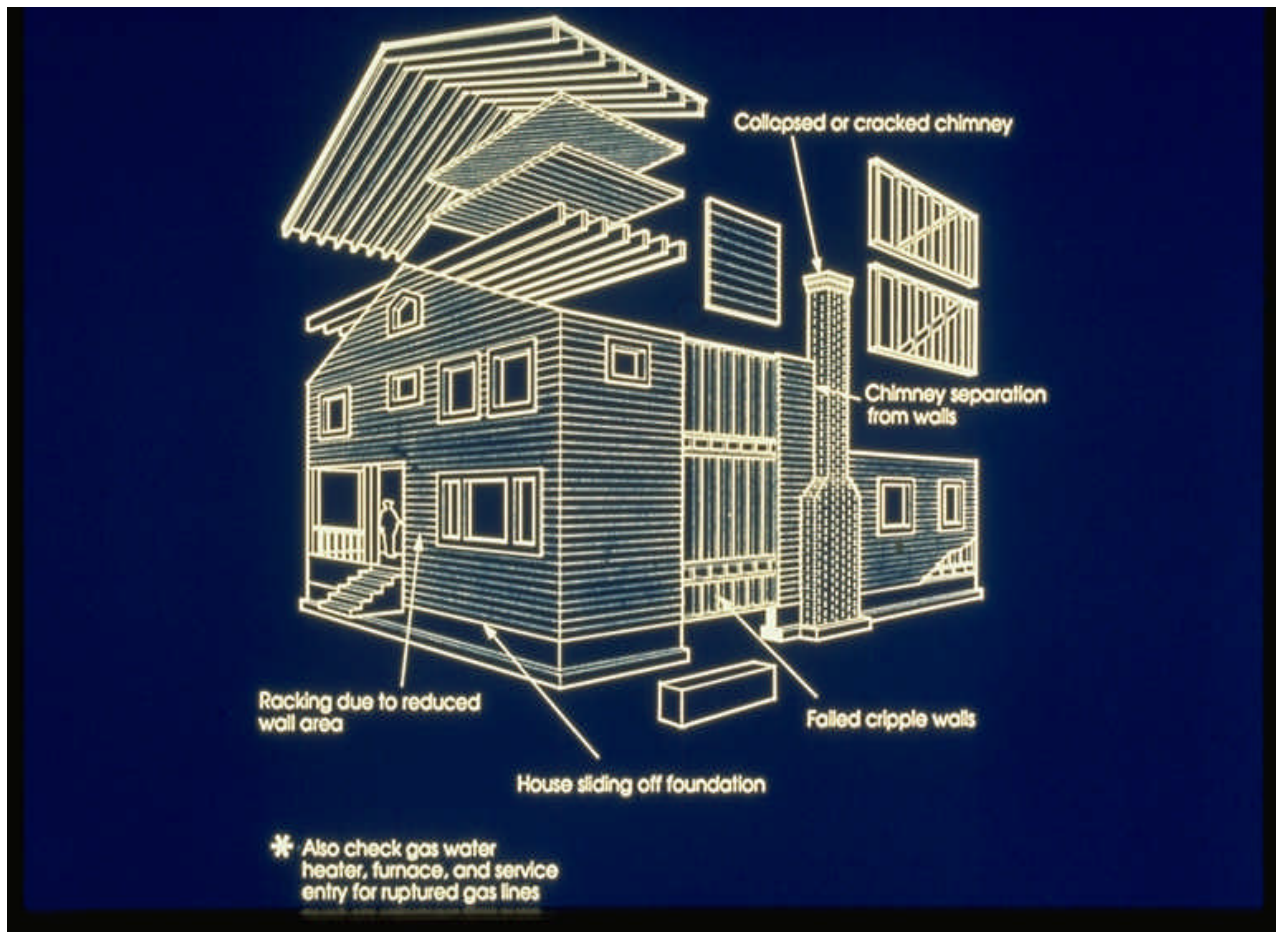 Collapsed or cracked chimney
Chimney separation
from walls
Racking due to reduced
wall area
Failed cripple walls
House sliding off foundation
* Also check gas water
heater, furnace, and service
entry for ruptured gas lines